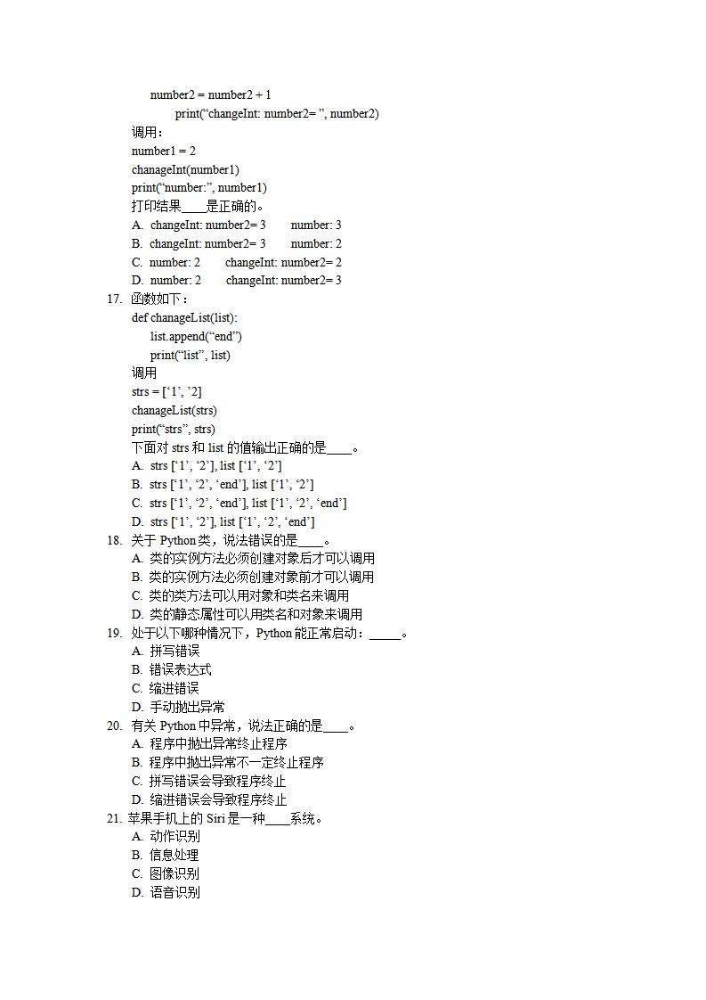 number2 = number2 + 1
print(“changeInt: number2= ”, number2)
调用：
number1 = 2
chanageInt(number1)
print(“number:”, number1)
打印结果____是正确的。
A. changeInt: number2= 3 number: 3
B. changeInt: number2= 3 number: 2
C. number: 2 changeInt: number2= 2
D. number: 2 changeInt: number2= 3
17. 函数如下：
def chanageList(list):
list.append(“end”)
print(“list”, list)
调用
strs = [‘1’, ’2]
chanageList(strs)
print(“strs”, strs)
下面对 strs 和 list 的值输出正确的是____。
A. strs [‘1’, ‘2’], list [‘1’, ‘2’]
B. strs [‘1’, ‘2’, ‘end’], list [‘1’, ‘2’]
C. strs [‘1’, ‘2’, ‘end’], list [‘1’, ‘2’, ‘end’]
D. strs [‘1’, ‘2’], list [‘1’, ‘2’, ‘end’]
18. 关于 Python 类，说法错误的是____。
A. 类的实例方法必须创建对象后才可以调用
B. 类的实例方法必须创建对象前才可以调用
C. 类的类方法可以用对象和类名来调用
D. 类的静态属性可以用类名和对象来调用
19. 处于以下哪种情况下，Python 能正常启动：_____。
A. 拼写错误
B. 错误表达式
C. 缩进错误
D. 手动抛出异常
20. 有关 Python 中异常，说法正确的是____。
A. 程序中抛出异常终止程序
B. 程序中抛出异常不一定终止程序
C. 拼写错误会导致程序终止
D. 缩进错误会导致程序终止
21. 苹果手机上的 Siri 是一种____系统。
A. 动作识别
B. 信息处理
C. 图像识别
D. 语音识别